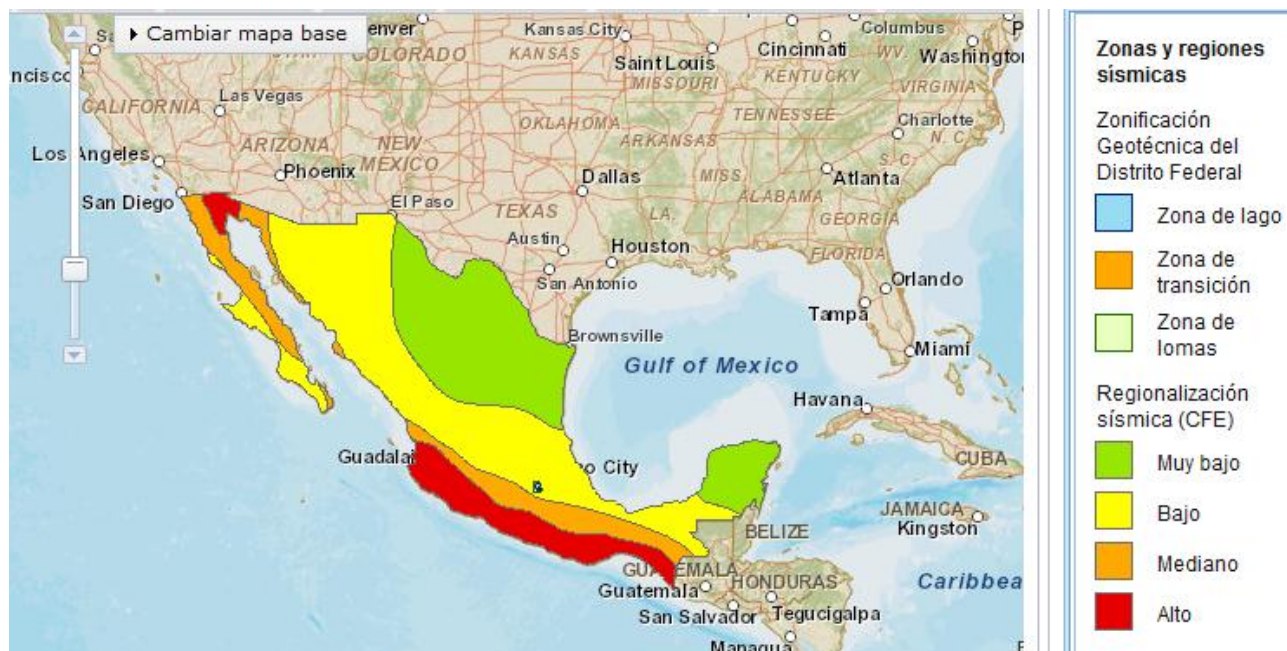 Cambiar mapa base
enver
Kansas City
Columbus
Cincinnati
Washington
COLORADO
KANSAS
Saint Louis
MISSOURI
KENTUCKY
WV.
VIRGINIA
ncisco
CALIFORNIA
Las Vegas
OKLAHOMA
TENNESSEE
Charlotte
N. C.
ARKANSAS
Los Angeles
ARIZONA
NEW
MEXICO
Phoenix
Dallas
MISS.
ALABAMA
S. C.
Atlanta
GEORGIA
San Diego
El Paso
TEXAS
LA.
Austin
Houston
FLORIDA
San Antonio
Orlando
Tampa
Brownsville
Miami
Gulf of Mexico
Havana
Guadalaj
o City
CUBA
JAMAICA
Kingston
BELIZE
GUATEMALA
HONDURAS
Guatemala
Caribbea
San Salvador
Tegucigalpa
Managua
Zonas y regiones
sísmicas
Zonificación
Geotécnica del
Distrito Federal
Zona de lago
Zona de
transición
Zona de
lomas
Regionalización
sísmica (CFE)
Muy bajo
Bajo
Mediano
Alto